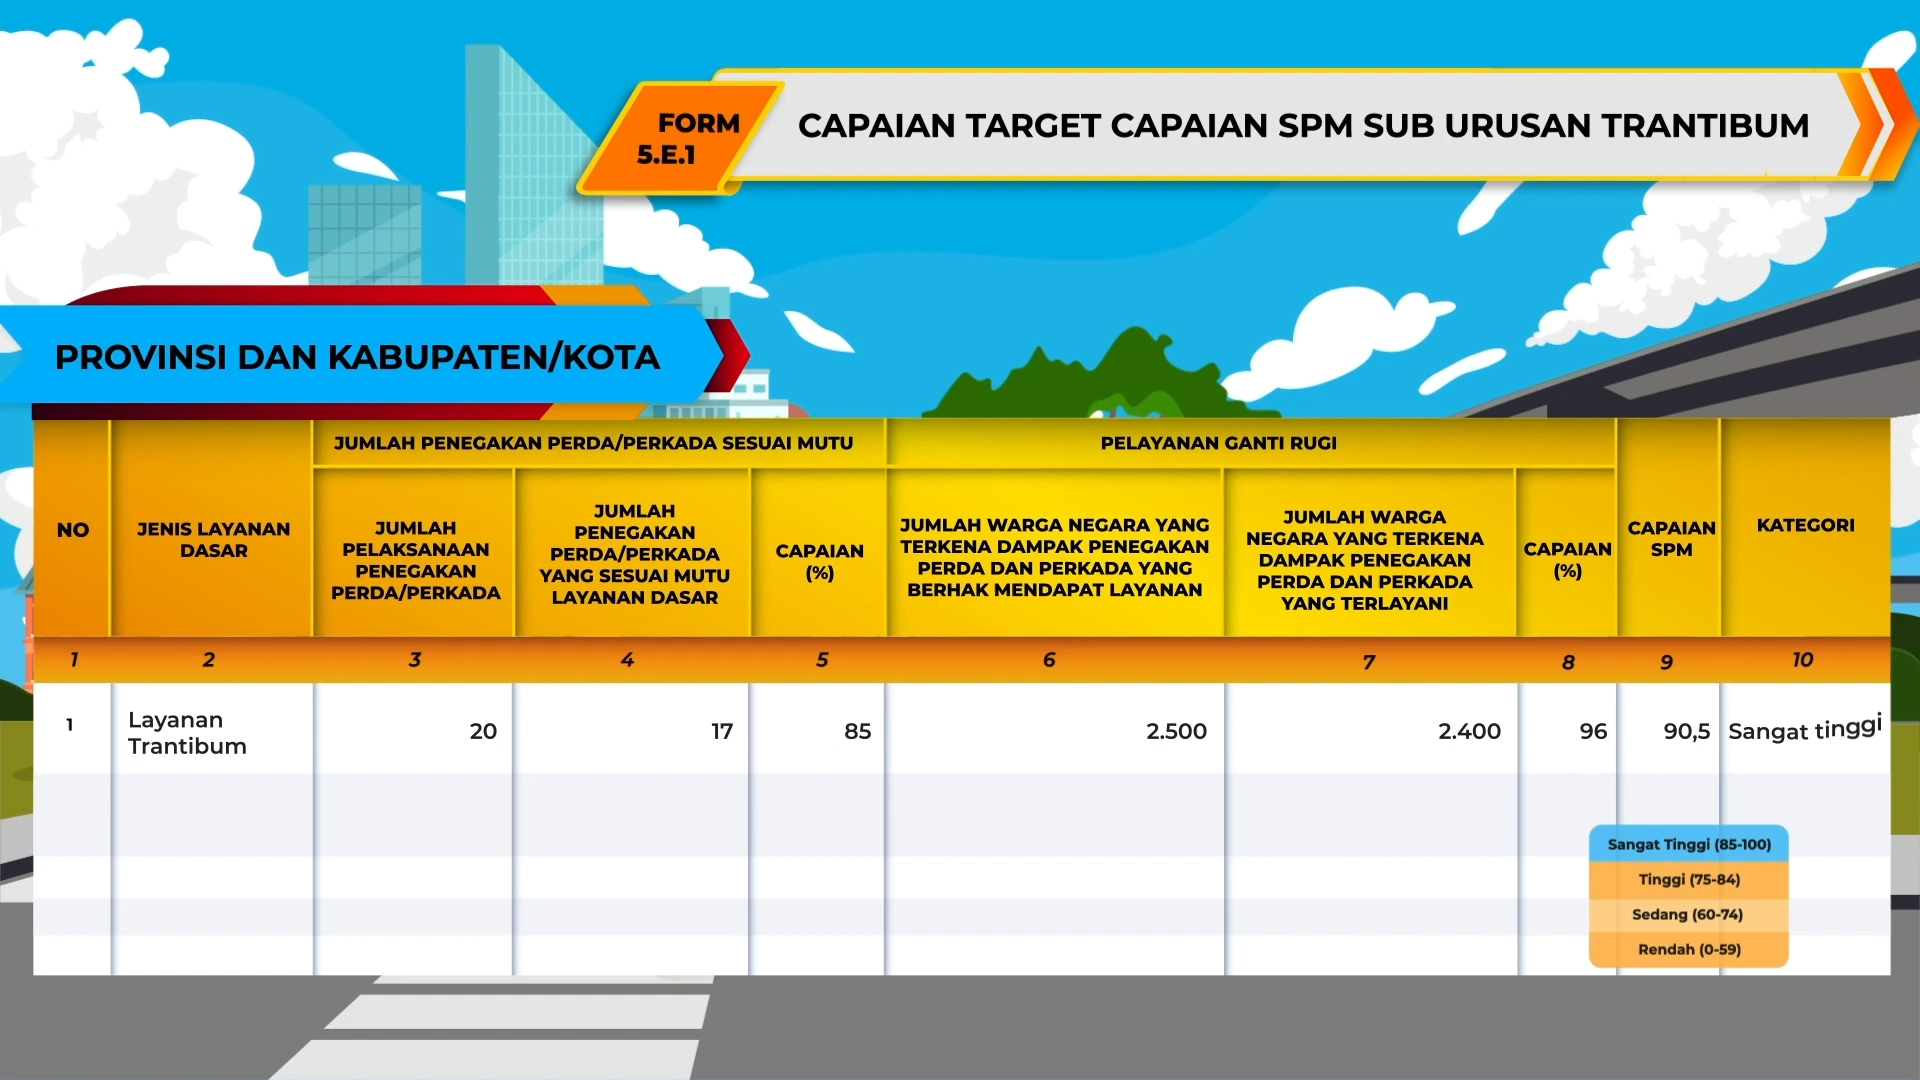 FORM
5.E.1
CAPAIAN TARGET CAPAIAN SPM SUB URUSAN TRANTIBUM
PROVINSI DAN KABUPATEN/KOTA
NO
JENIS LAYANAN
DASAR
JUMLAH PENEGAKAN PERDA/PERKADA SESUAI MUTU
JUMLAH
PELAKSANAAN
PENEGAKAN
PERDA/PERKADA
JUMLAH
PENEGAKAN
PERDA/PERKADA
YANG SESUAI MUTU
LAYANAN DASAR
CAPAIAN
(%)
PELAYANAN GANTI RUGI
JUMLAH WARGA NEGARA YANG
TERKENA DAMPAK PENEGAKAN
PERDA DAN PERKADA YANG
BERHAK MENDAPAT LAYANAN
JUMLAH WARGA
NEGARA YANG TERKENA
DAMPAK PENEGAKAN
PERDA DAN PERKADA
YANG TERLAYANI
CAPAIAN
(%)
CAPAIAN
SPM
KATEGORI
1 2 3 4 5 6 7 8 9 10
1 Layanan
Trantibum
20 17 85 2.500 2.400 96 90,5 Sangat tinggi
Sangat Tinggi (85-100)
Tinggi (75-84)
Sedang (60-74)
Rendah (0-59)